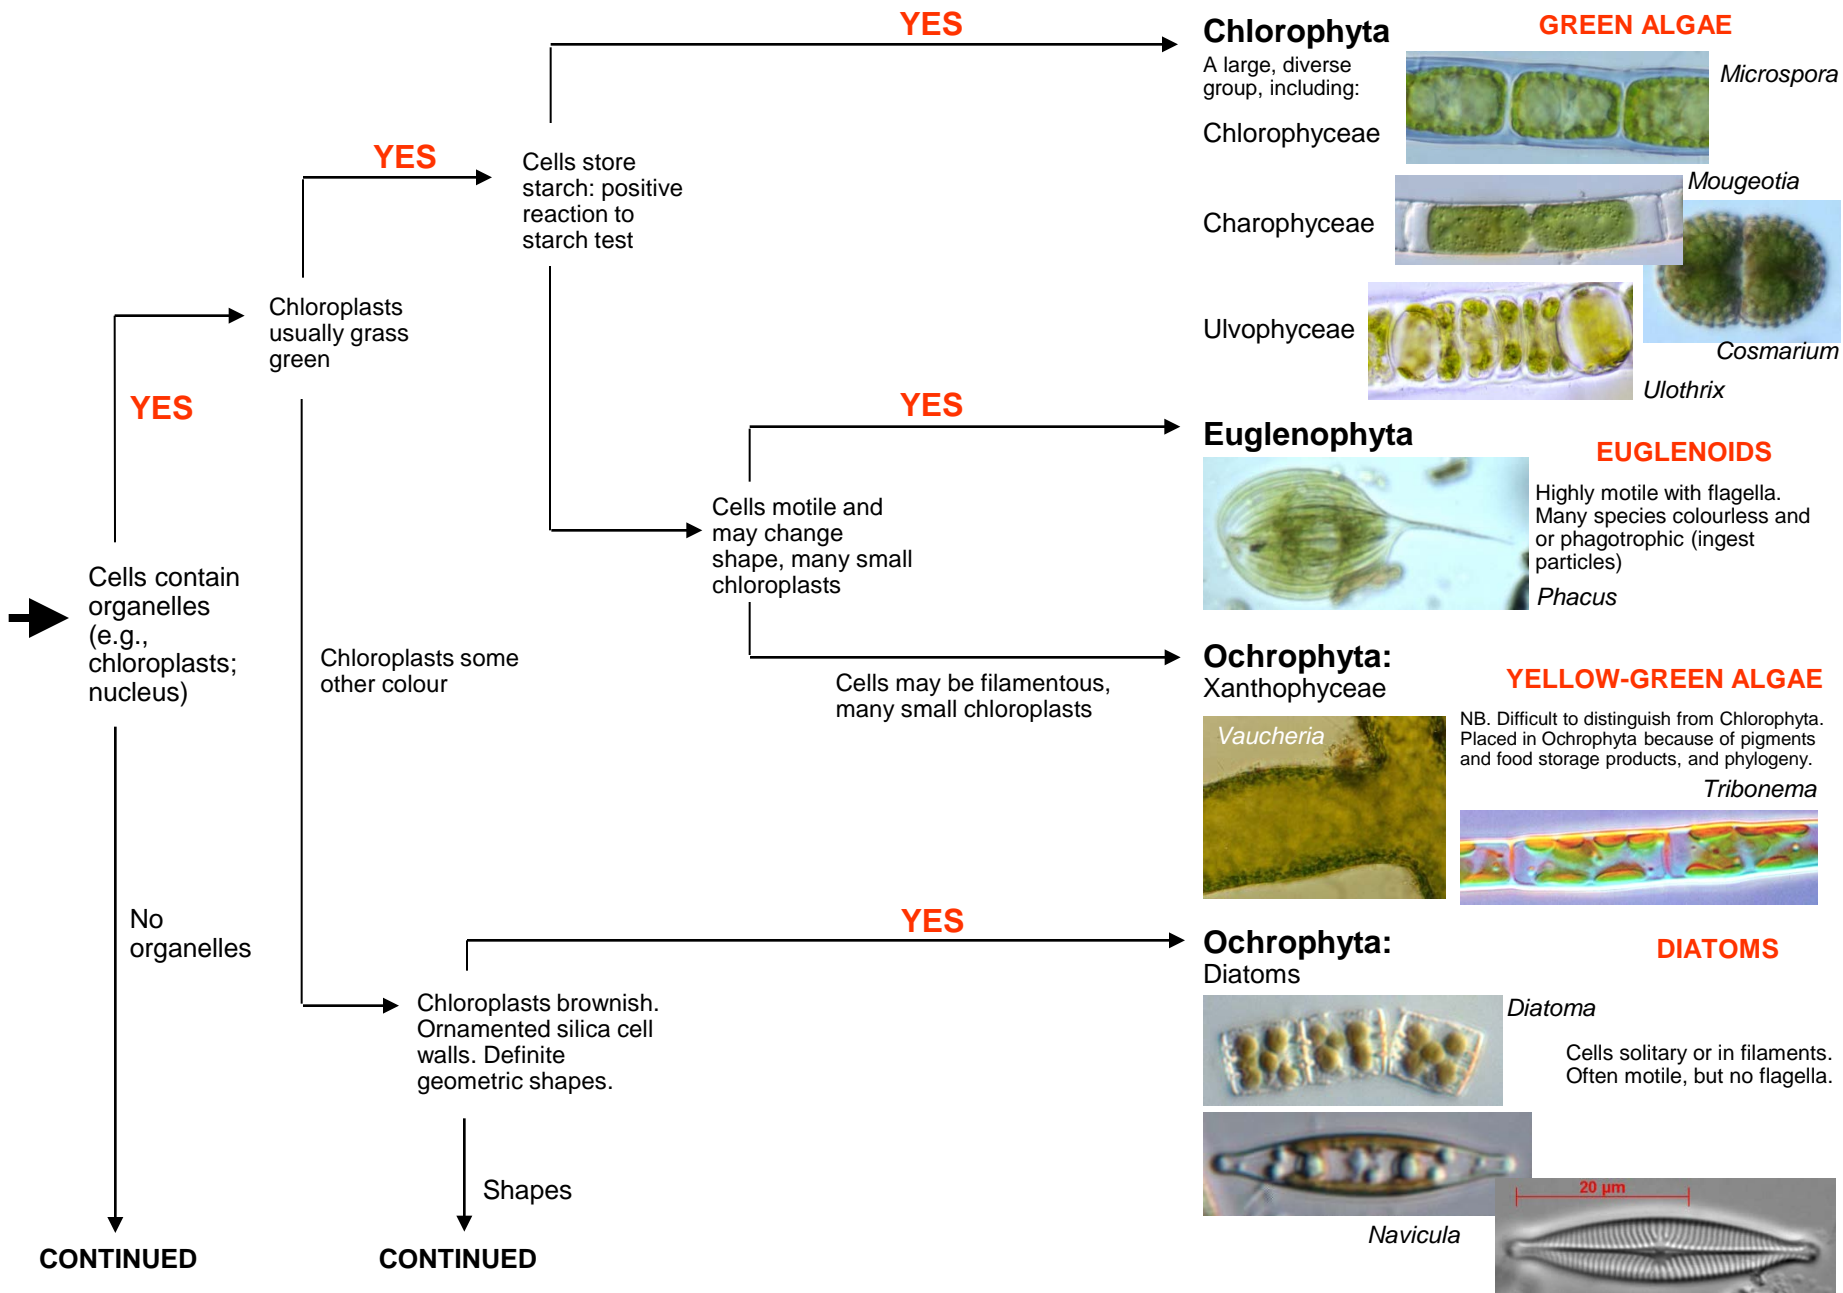 YES
Chlorophyta
GREEN ALGAE
A large, diverse
group, including:
Microspora
Chlorophyceae
YES
Cells store
starch: positive
reaction to
starch test
Mougeotia
Charophyceae
Chloroplasts
usually grass
green
Ulvophyceae
Cosmarium
Ulothrix
YES
YES
Euglenophyta
EUGLENOIDS
Highly motile with flagella.
Many species colourless and
or phagotrophic (ingest
particles)
Phacus
Cells motile and
may change
shape, many small
chloroplasts
Cells contain
organelles
(e.g.,
chloroplasts;
nucleus)
Chloroplasts some
other colour
Ochrophyta:
Xanthophyceae
YELLOW-GREEN ALGAE
Cells may be filamentous,
many small chloroplasts
Vaucheria
NB. Difficult to distinguish from Chlorophyta.
Placed in Ochrophyta because of pigments
and food storage products, and phylogeny.
Tribonema
No
organelles
YES
Ochrophyta:
Diatoms
DIATOMS
Chloroplasts brownish.
Ornamented silica cell
walls. Definite
geometric shapes.
Diatoma
Cells solitary or in filaments.
Often motile, but no flagella.
Shapes
20 µm
Navicula
CONTINUED
CONTINUED